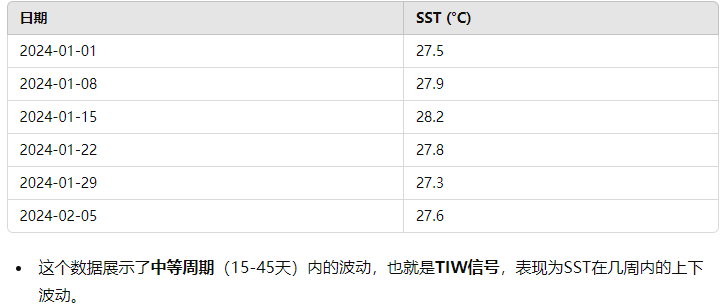 日期 SST (°C)
2024-01-01 27.5
2024-01-08 27.9
2024-01-15 28.2
2024-01-22 27.8
2024-01-29 27.3
2024-02-05 27.6
• 这个数据展示了中等周期（15-45天）内的波动，也就是TIW信号，表现为SST在几周内的上下
波动。